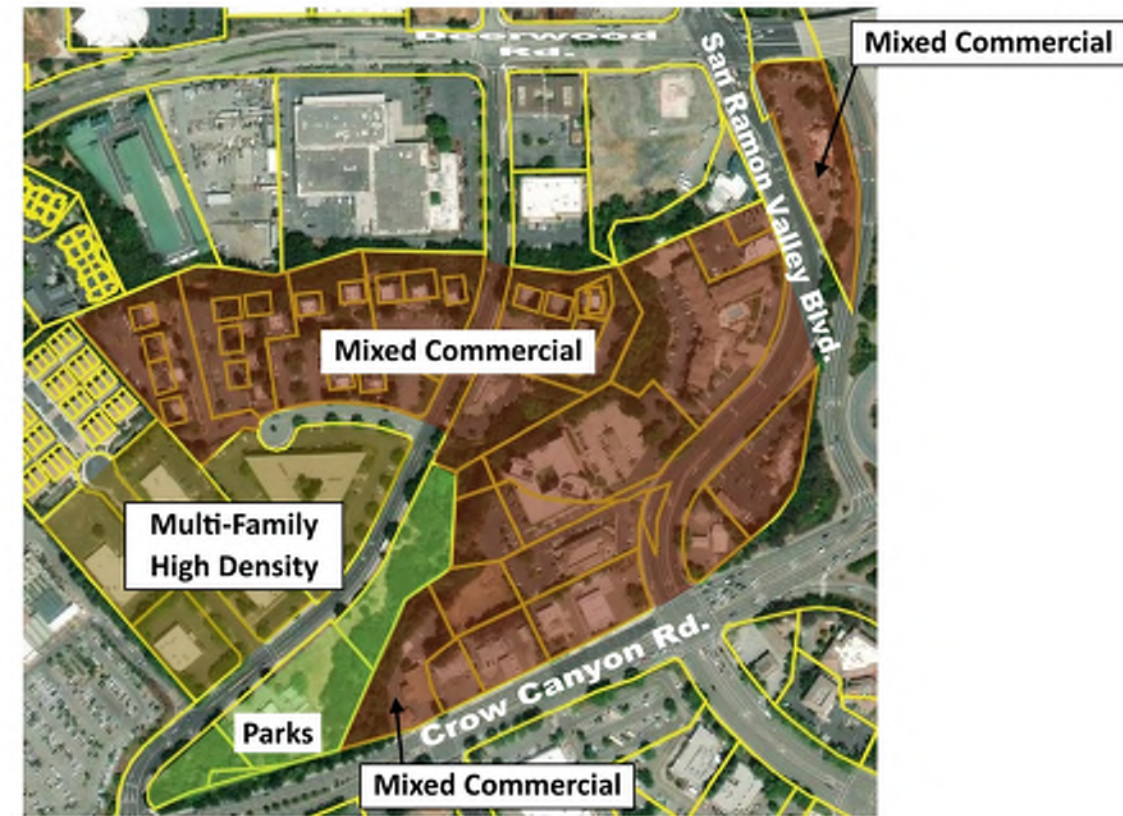 Deerwood
Rd.
Mixed Commercial
San Ramon Valley Blvd.
Mixed Commercial
Multi-Family
High Density
Parks
Crow Canyon Rd.
Mixed Commercial